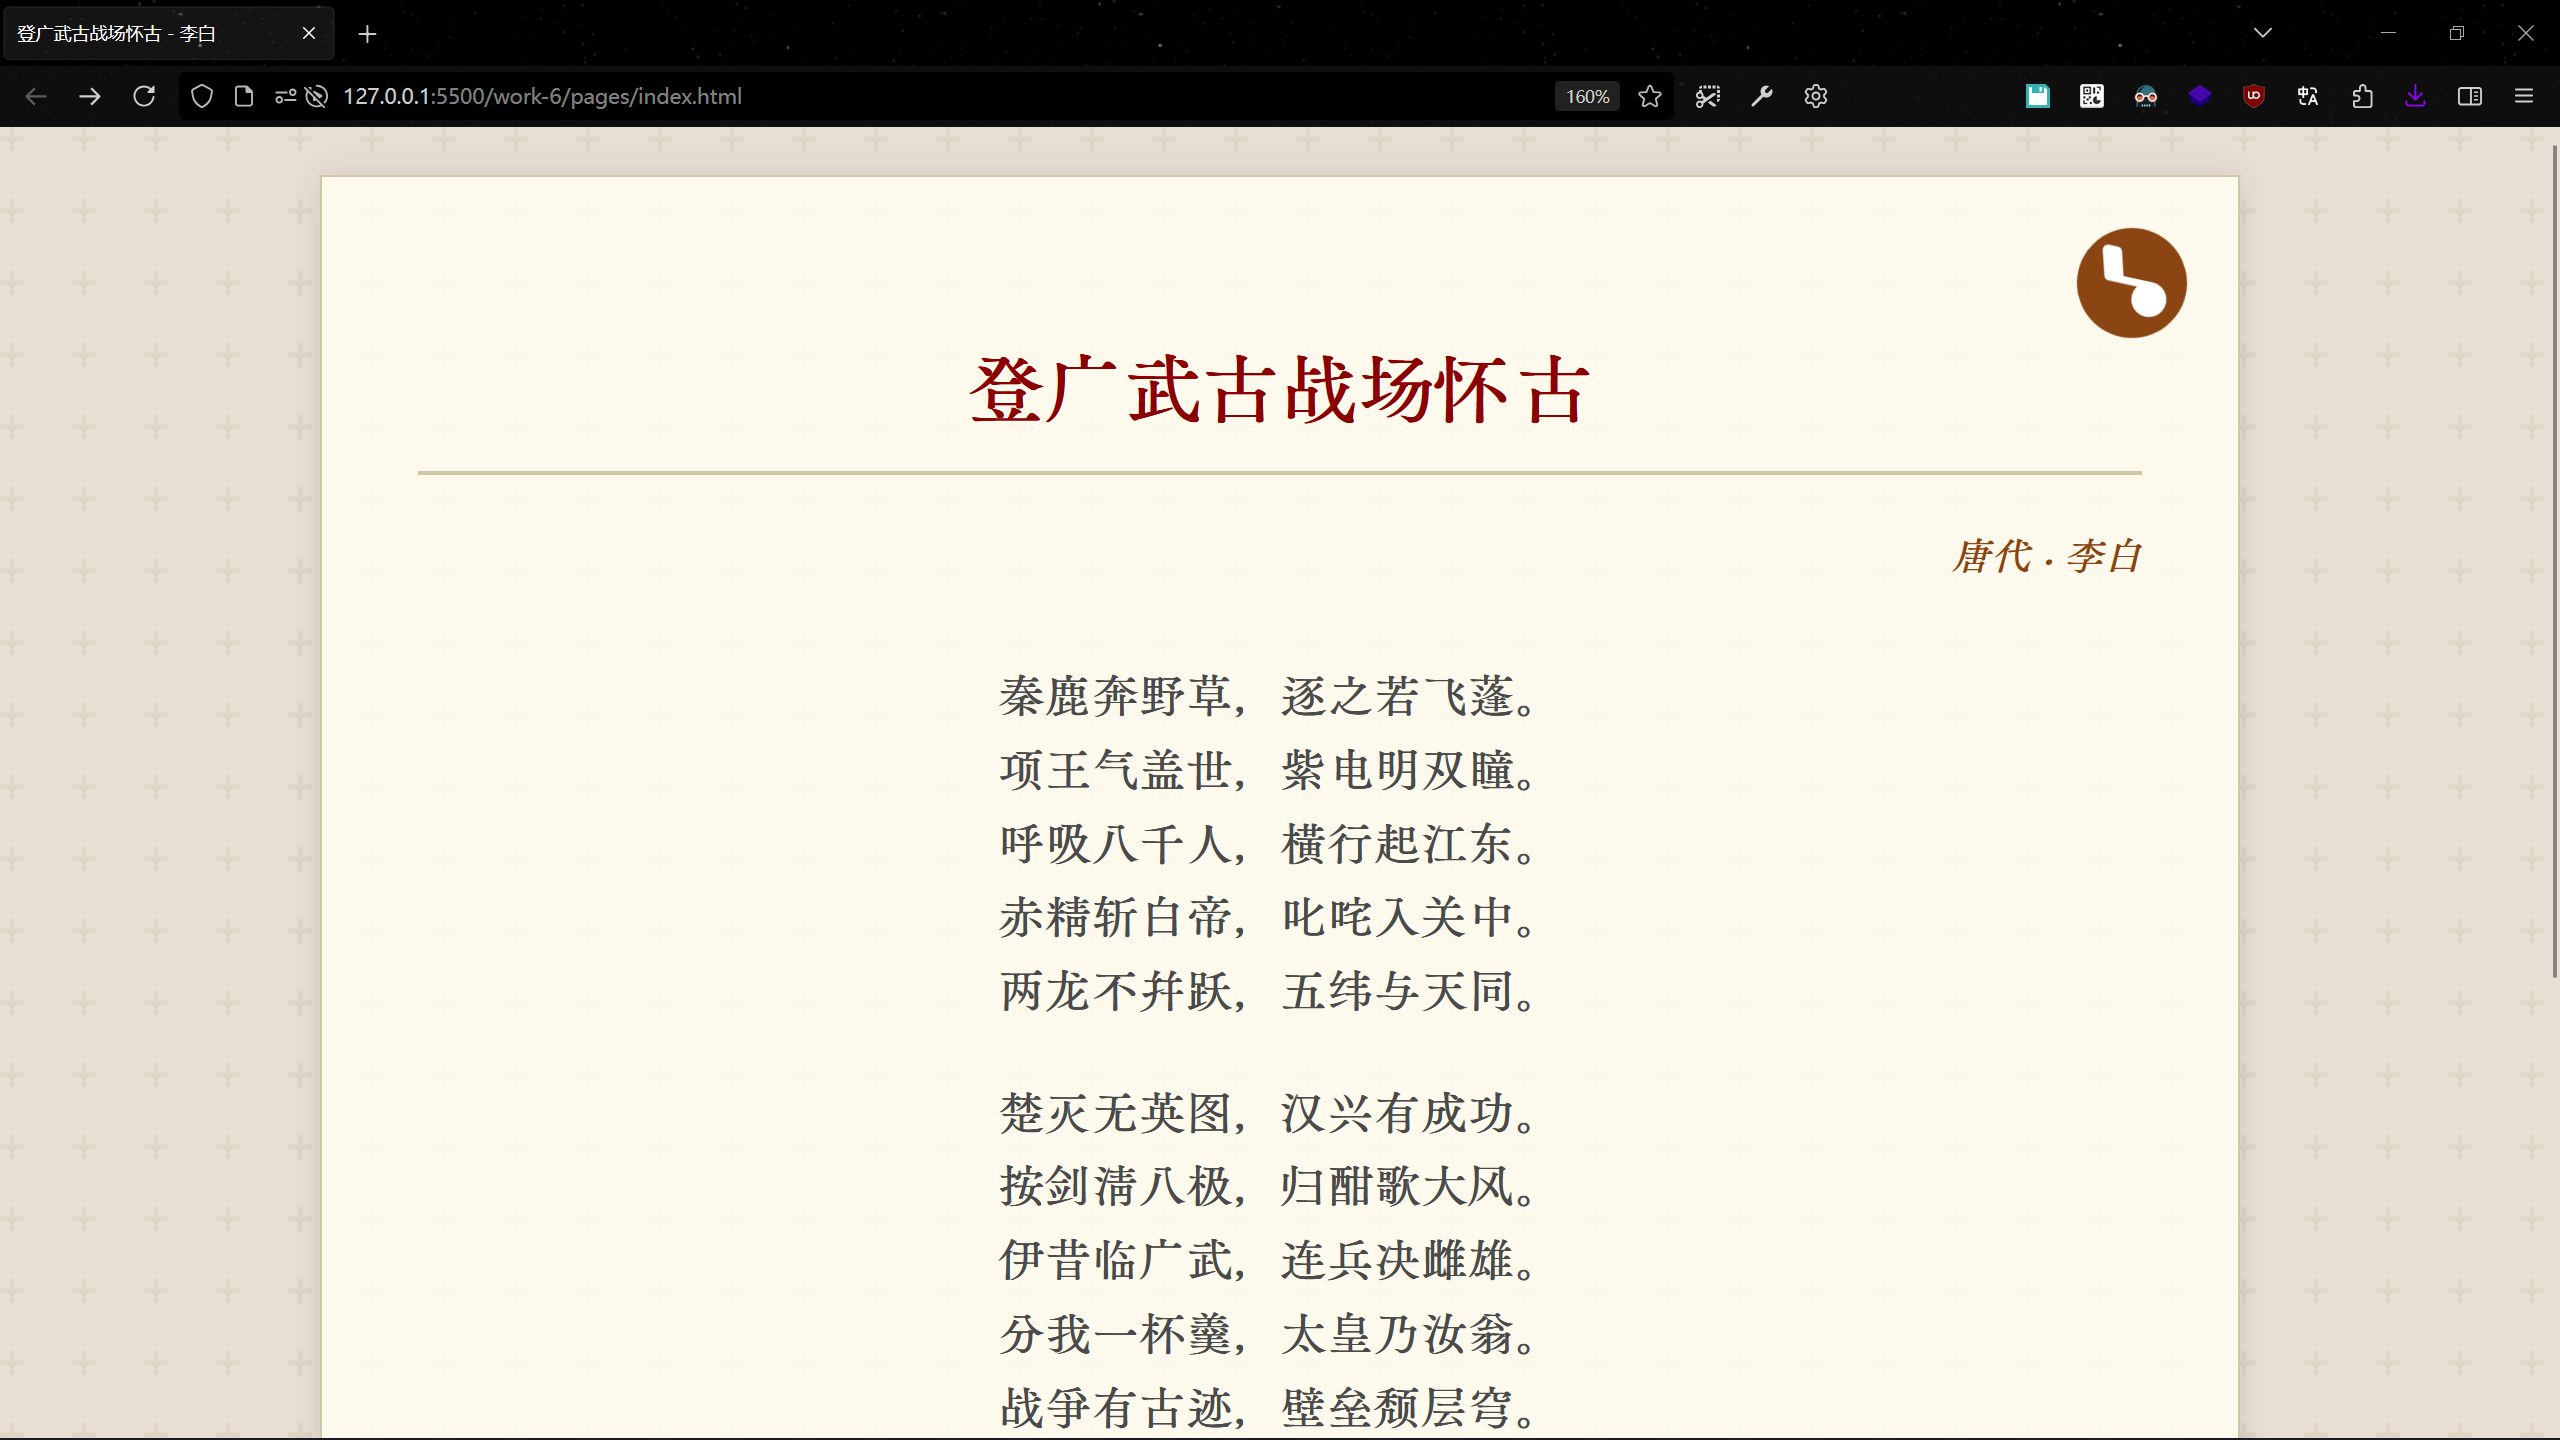 登广武古战场怀古 - 李白
127.0.0.1:5500/work-6/pages/index.html
160%
登广武古战场怀古
唐代 · 李白
秦鹿奔野草，逐之若飞蓬。
项王气盖世，紫电明双瞳。
呼吸八千人，横行起江东。
赤精斩白帝，叱咤入关中。
两龙不并跃，五纬与天同。
楚灭无英图，汉兴有成功。
按剑清八极，归酣歌大风。
伊昔临广武，连兵决雌雄。
分我一杯羹，太皇乃汝翁。
战争有古迹，壁垒颓层穹。